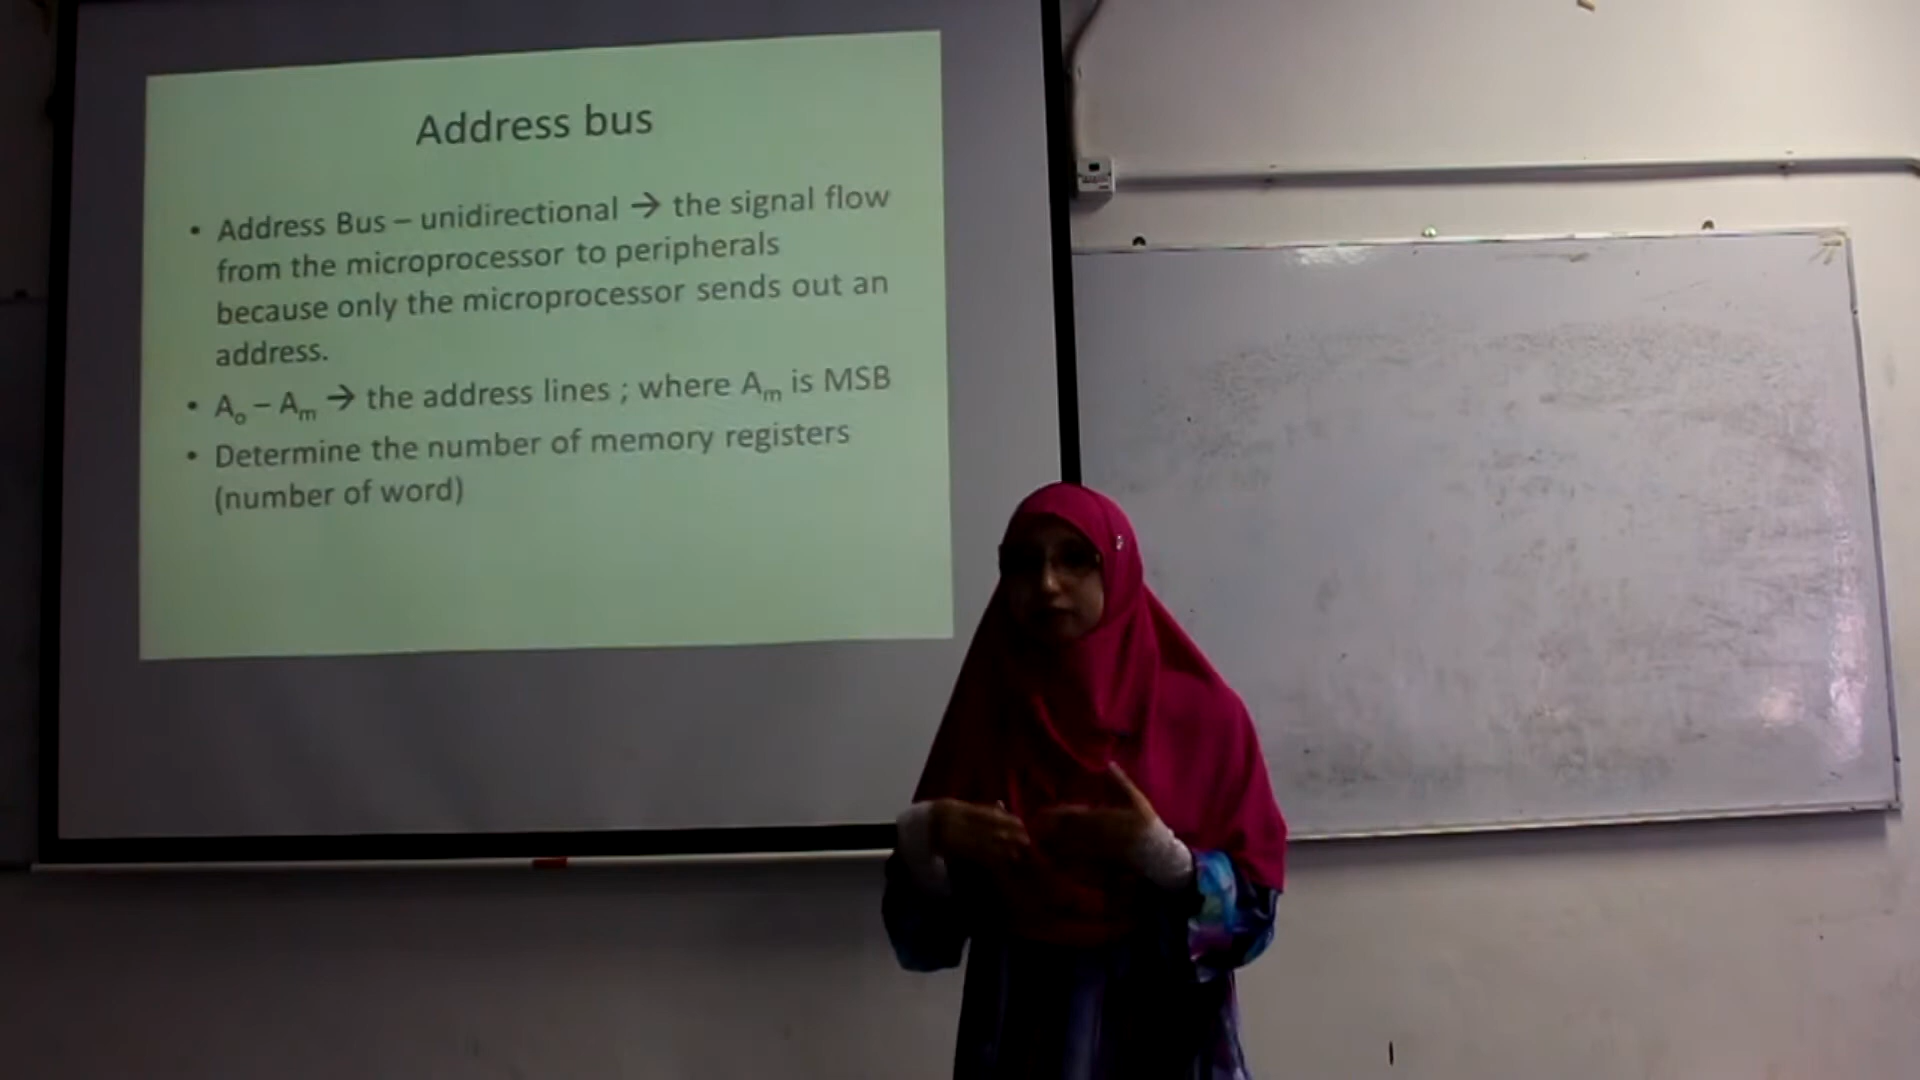 Address bus
• Address Bus – unidirectional → the signal flow
from the microprocessor to peripherals
because only the microprocessor sends out an
address.
• Aₒ – Aₘ → the address lines ; where Aₘ is MSB
• Determine the number of memory registers
(number of word)